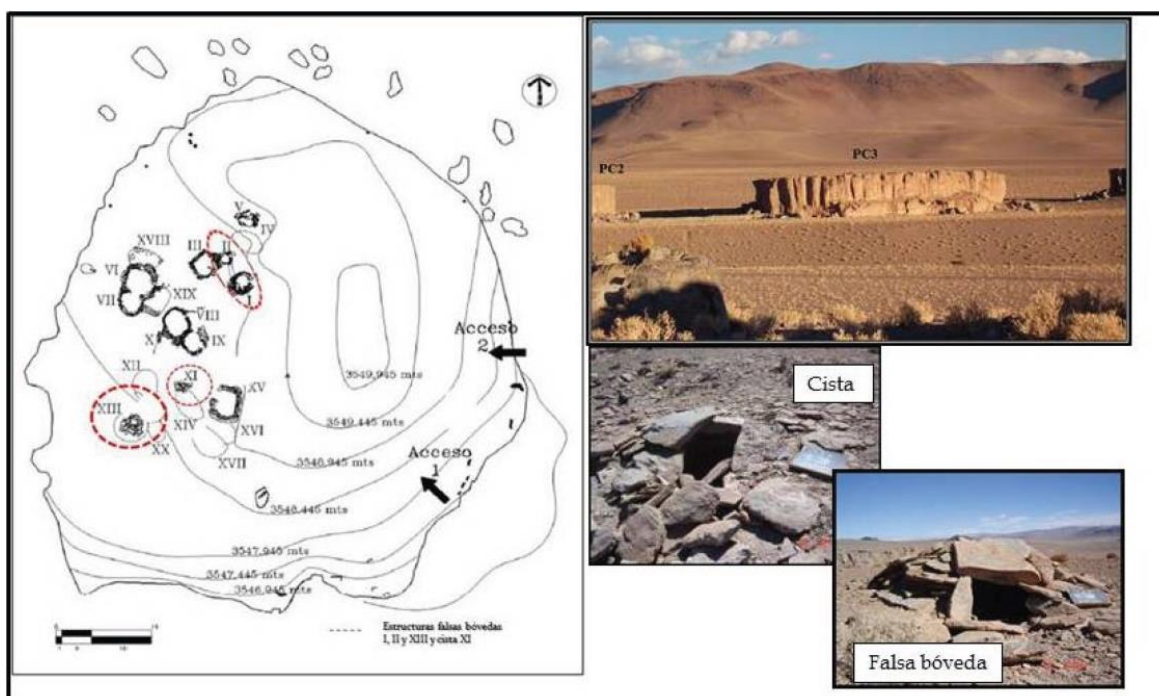 V
IV
XVIII
III
II
VI
I
VII
XIX
VIII
X
IX
Acceso
2
XII
XI
XV
3549,945 mts
XIII
3549,445 mts
XIV
XVI
XX
XVII
3548,945 mts
Acceso
1
3548,445 mts
3547,945 mts
3547,445 mts
3546,945 mts
Estructuras falsas bóvedas
I, II y XIII y cista XI
PC2
PC3
Cista
Falsa bóveda